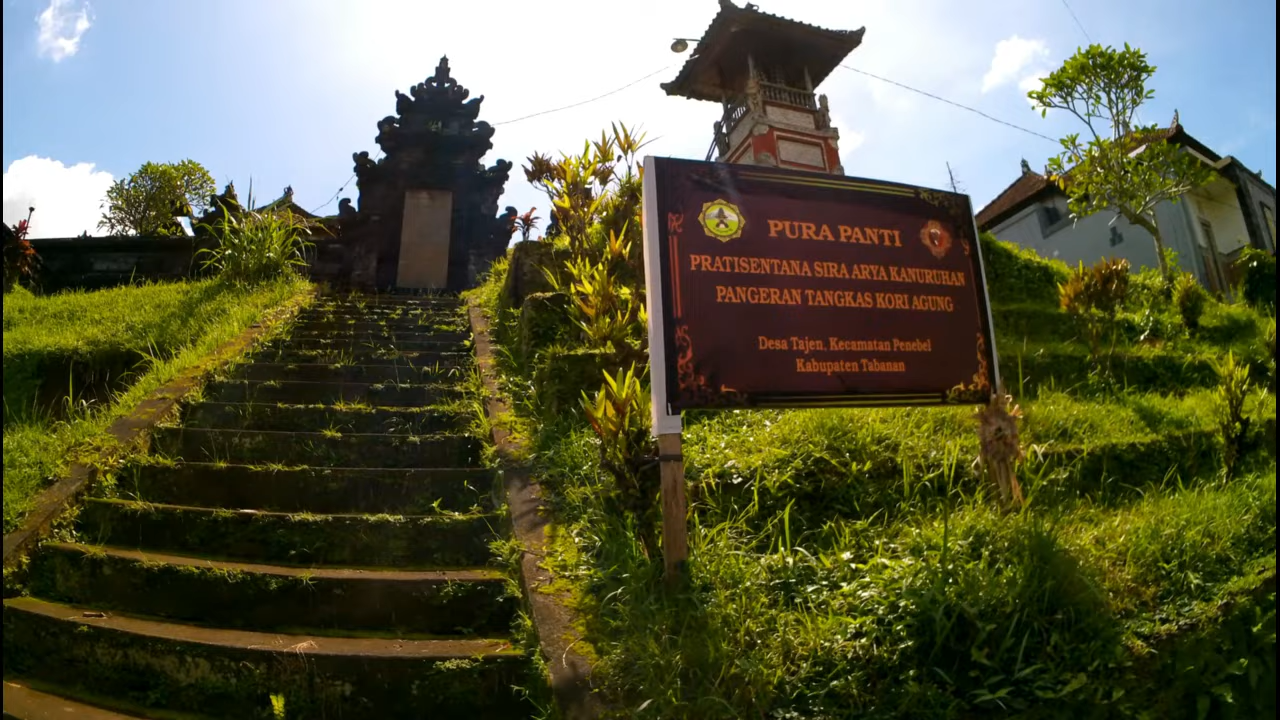 PURA PANTI
PRATISENTANA SIRA ARYA KANURUHAN
PANGERAN TANGKAS KORI AGUNG
Desa Tajen, Kecamatan Penebel
Kabupaten Tabanan